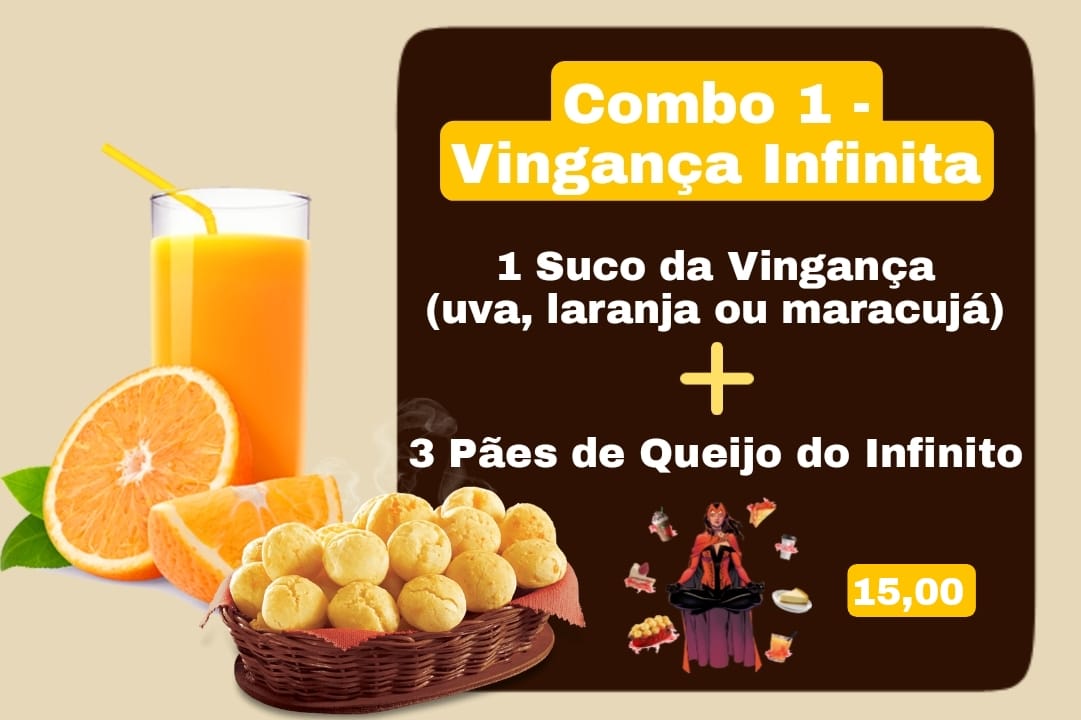 Combo 1 -
Vingança Infinita
1 Suco da Vingança
(uva, laranja ou maracujá)
3 Pães de Queijo do Infinito
15,00